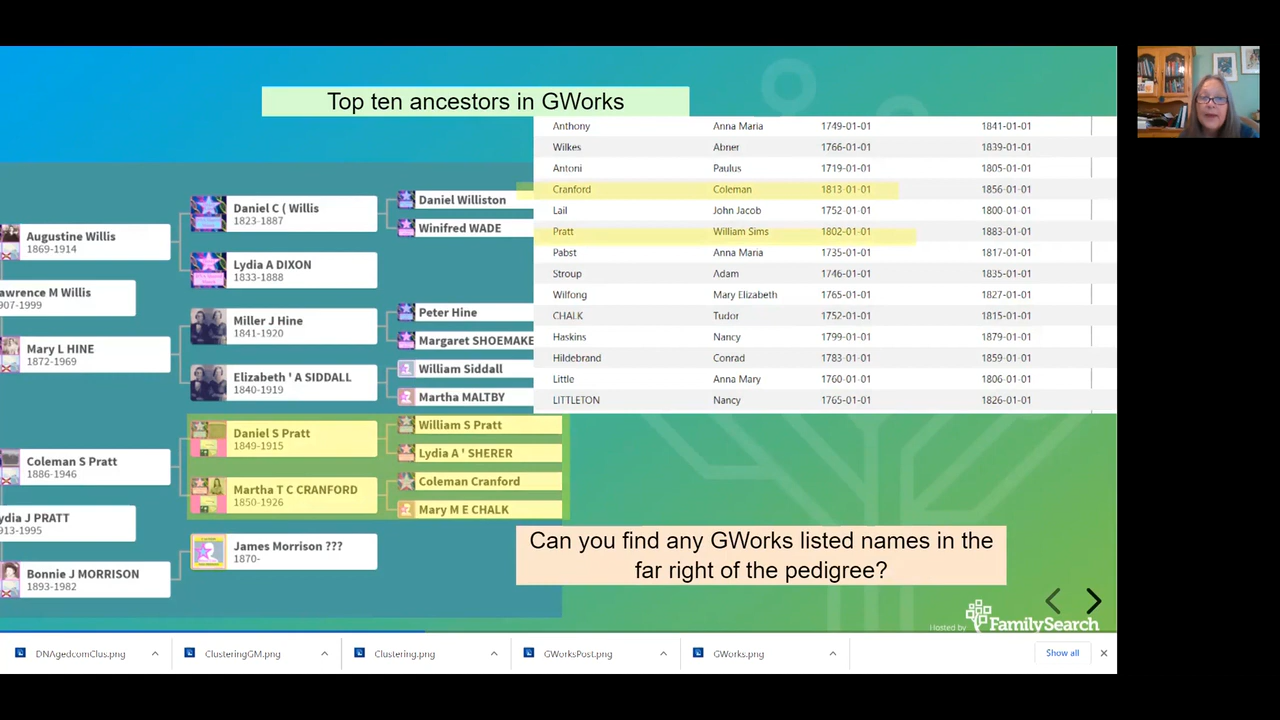 Top ten ancestors in GWorks
Anthony Anna Maria 1749-01-01 1841-01-01
Wilkes Abner 1766-01-01 1839-01-01
Antoni Paulus 1719-01-01 1805-01-01
Cranford Coleman 1813-01-01 1856-01-01
Lail John Jacob 1752-01-01 1800-01-01
Pratt William Sims 1802-01-01 1883-01-01
Pabst Anna Maria 1735-01-01 1817-01-01
Stroup Adam 1746-01-01 1835-01-01
Wilfong Mary Elizabeth 1765-01-01 1827-01-01
CHALK Tudor 1752-01-01 1815-01-01
Haskins Nancy 1799-01-01 1879-01-01
Hildebrand Conrad 1783-01-01 1859-01-01
Little Anna Mary 1760-01-01 1806-01-01
LITTLETON Nancy 1765-01-01 1826-01-01
Augustine Willis
1869-1914
awrence M Willis
907-1999
Mary L HINE
1872-1969
Coleman S Pratt
1886-1946
ydia J PRATT
913-1995
Bonnie J MORRISON
1893-1982
Daniel C ( Willis
1823-1887
Lydia A DIXON
1833-1888
Miller J Hine
1841-1920
Elizabeth ' A SIDDALL
1840-1919
Daniel S Pratt
1849-1915
Martha T C CRANFORD
1850-1926
James Morrison ???
1870-
Daniel Williston
Winifred WADE
Peter Hine
Margaret SHOEMAKE
William Siddall
Martha MALTBY
William S Pratt
Lydia A ' SHERER
Coleman Cranford
Mary M E CHALK
Can you find any GWorks listed names in the
far right of the pedigree?
Hosted by FamilySearch
DNAgedcomClus.png ClusteringGM.png Clustering.png GWorksPost.png GWorks.png Show all